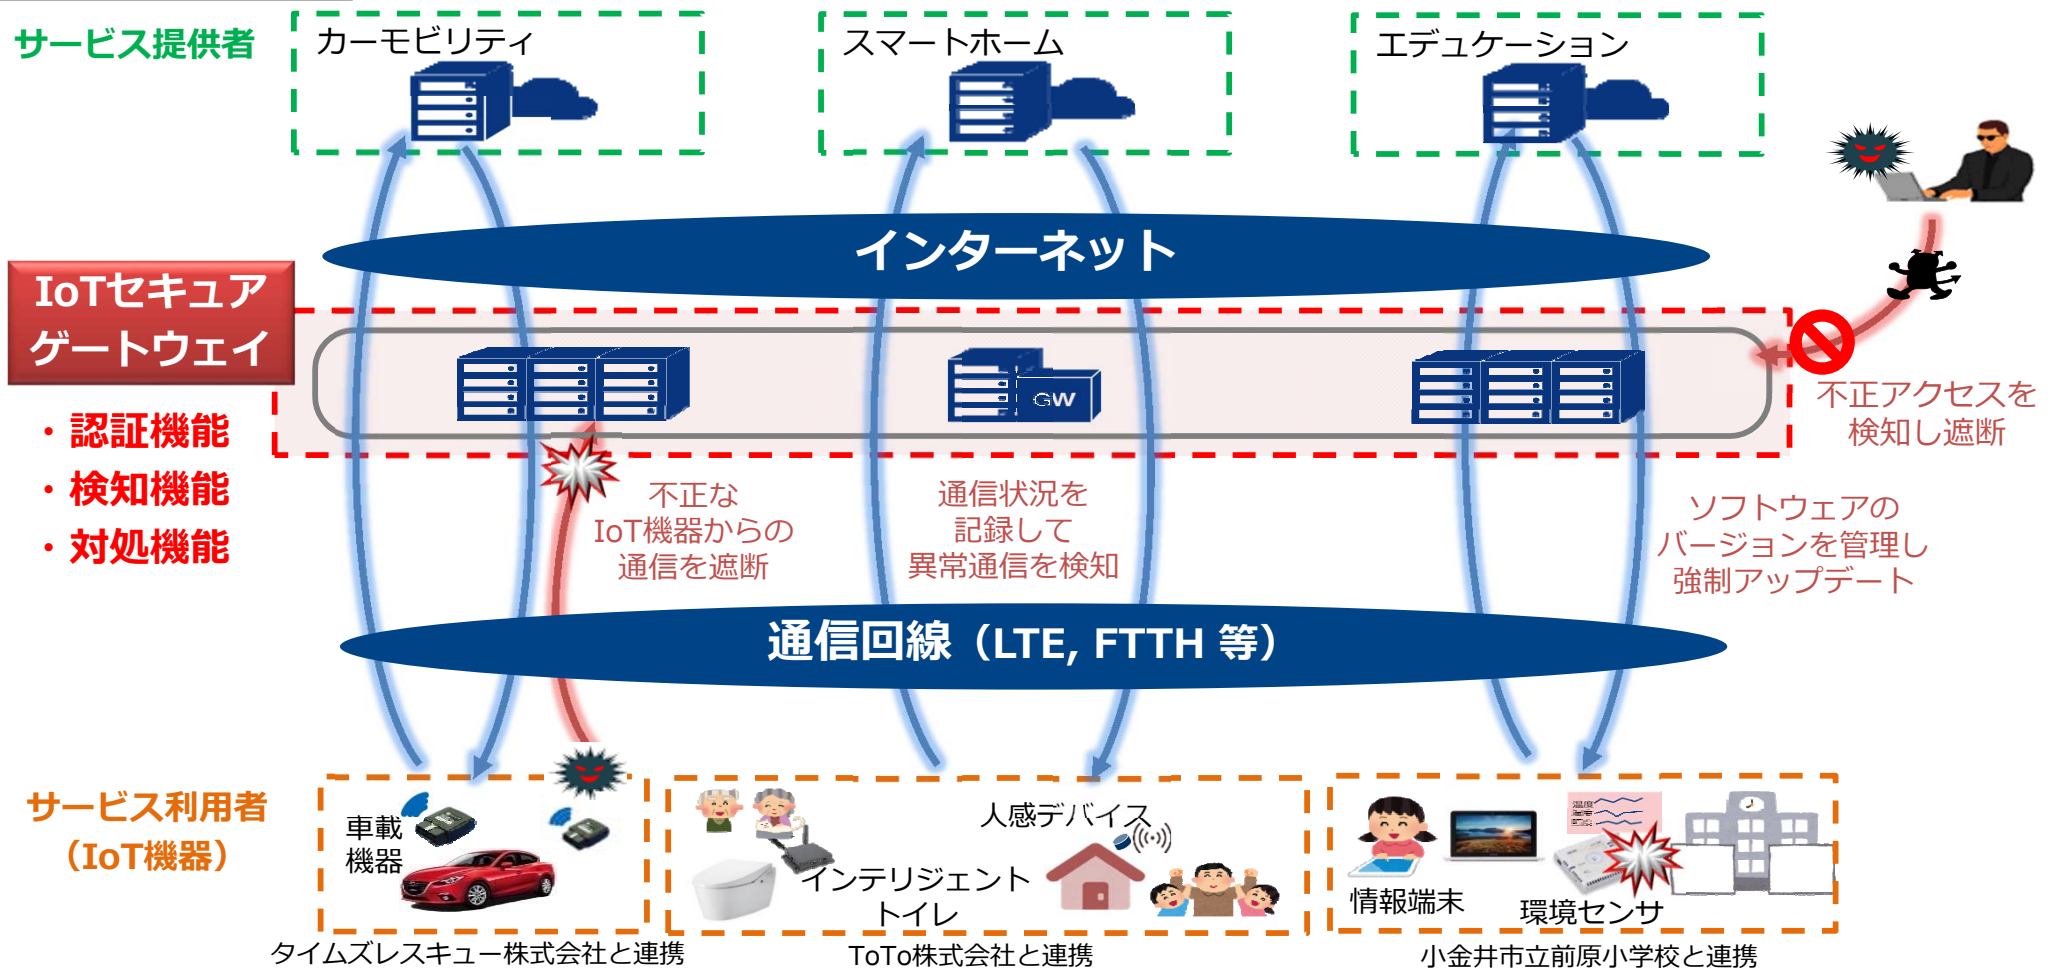 サービス提供者
カーモビリティ
スマートホーム
エデュケーション
インターネット
IoTセキュア
ゲートウェイ
GW
・認証機能
・検知機能
・対処機能
不正アクセスを
検知し遮断
不正な
IoT機器からの
通信を遮断
通信状況を
記録して
異常通信を検知
ソフトウェアの
バージョンを管理し
強制アップデート
通信回線（LTE, FTTH 等）
サービス利用者
（IoT機器）
車載
機器
人感デバイス
インテリジェント
トイレ
温度
情報端末
環境センサ
タイムズレスキュー株式会社と連携
ToTo株式会社と連携
小金井市立前原小学校と連携